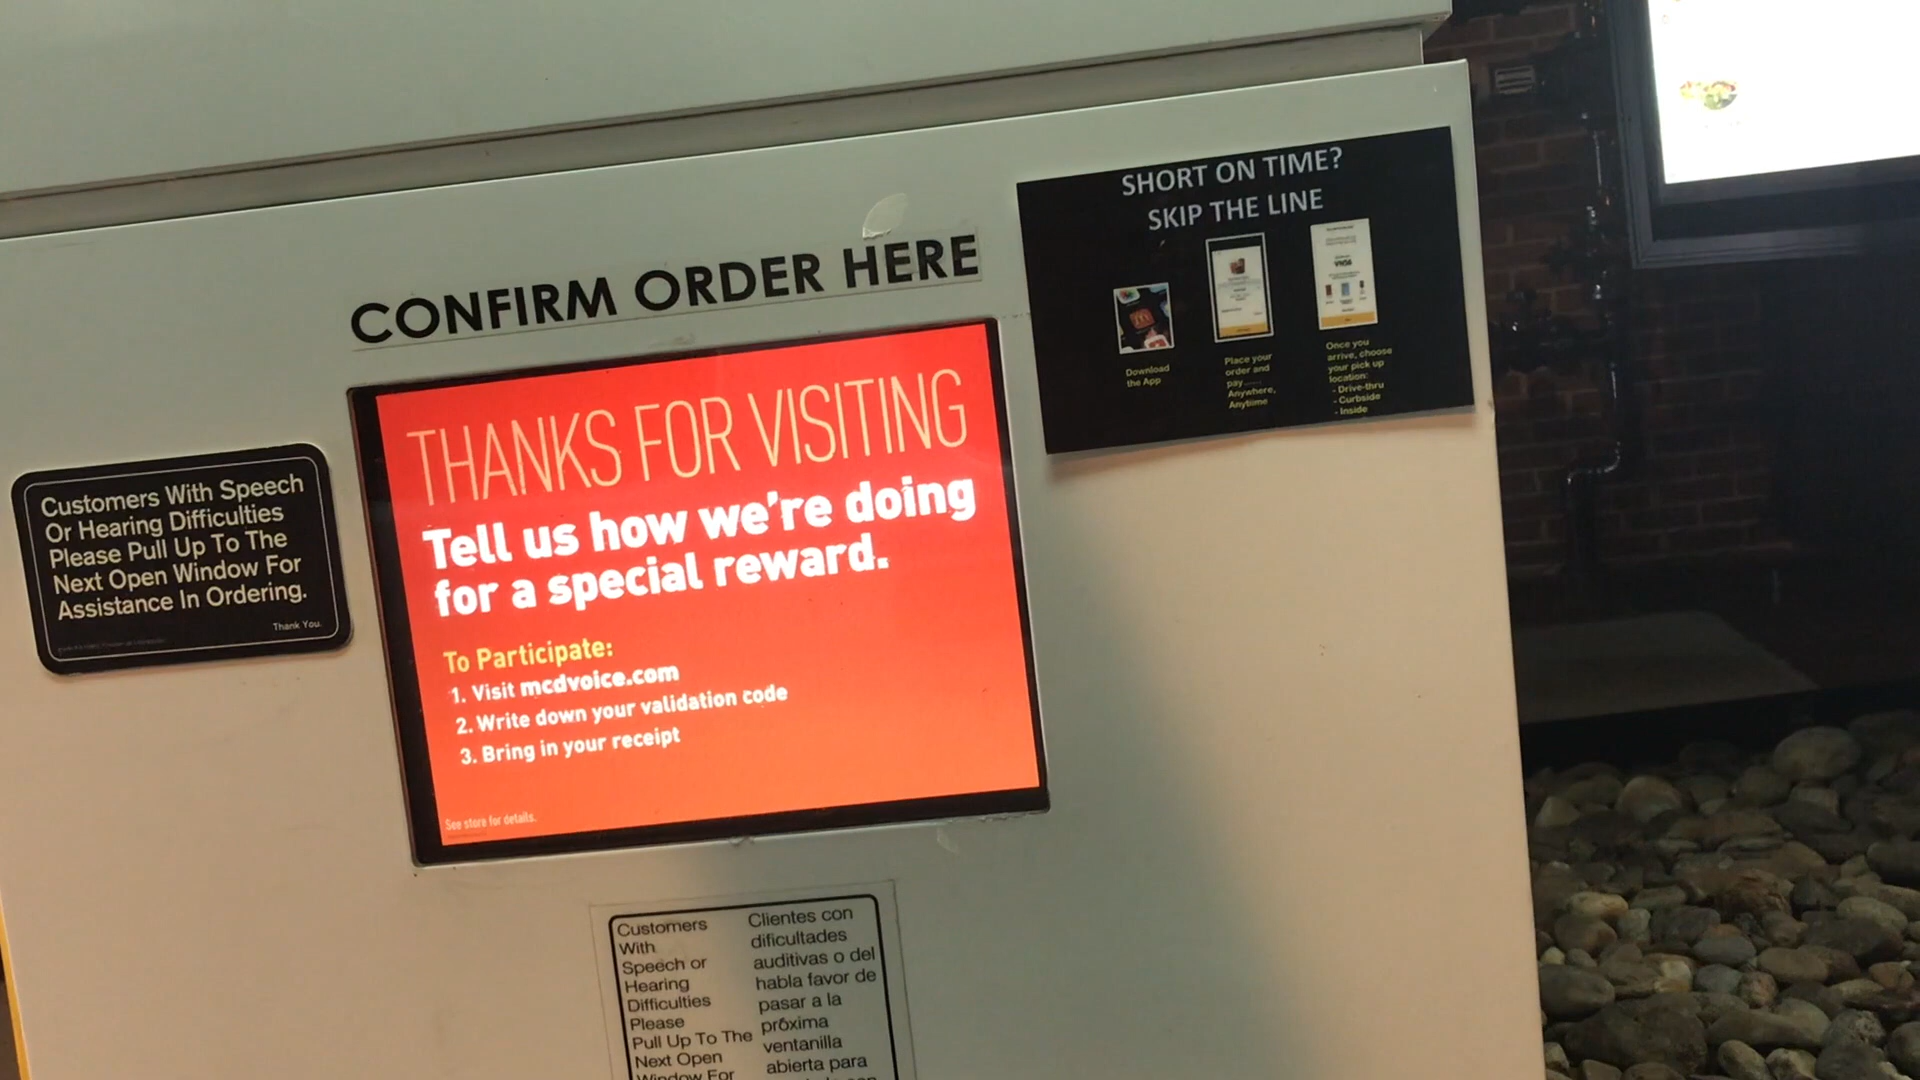 SHORT ON TIME?
SKIP THE LINE
Download
the App
Place your
order and
pay......
Anywhere,
Anytiime
Once you
arrive, choose
your pick up
location:
- Drive-thru
- Curbside
- Inside
CONFIRM ORDER HERE
THANKS FOR VISITING
Tell us how we're doing
for a special reward.
To Participate:
1. Visit mcdvoice.com
2. Write down your validation code
3. Bring in your receipt
See store for details.
Customers With Speech
Or Hearing Difficulties
Please Pull Up To The
Next Open Window For
Assistance In Ordering.
Thank You.
Customers
With
Speech or
Hearing
Difficulties
Please
Pull Up To The
Next Open
Window For
Clientes con
dificultades
auditivas o del
habla favor de
pasar a la
próxima
ventanilla
abierta para